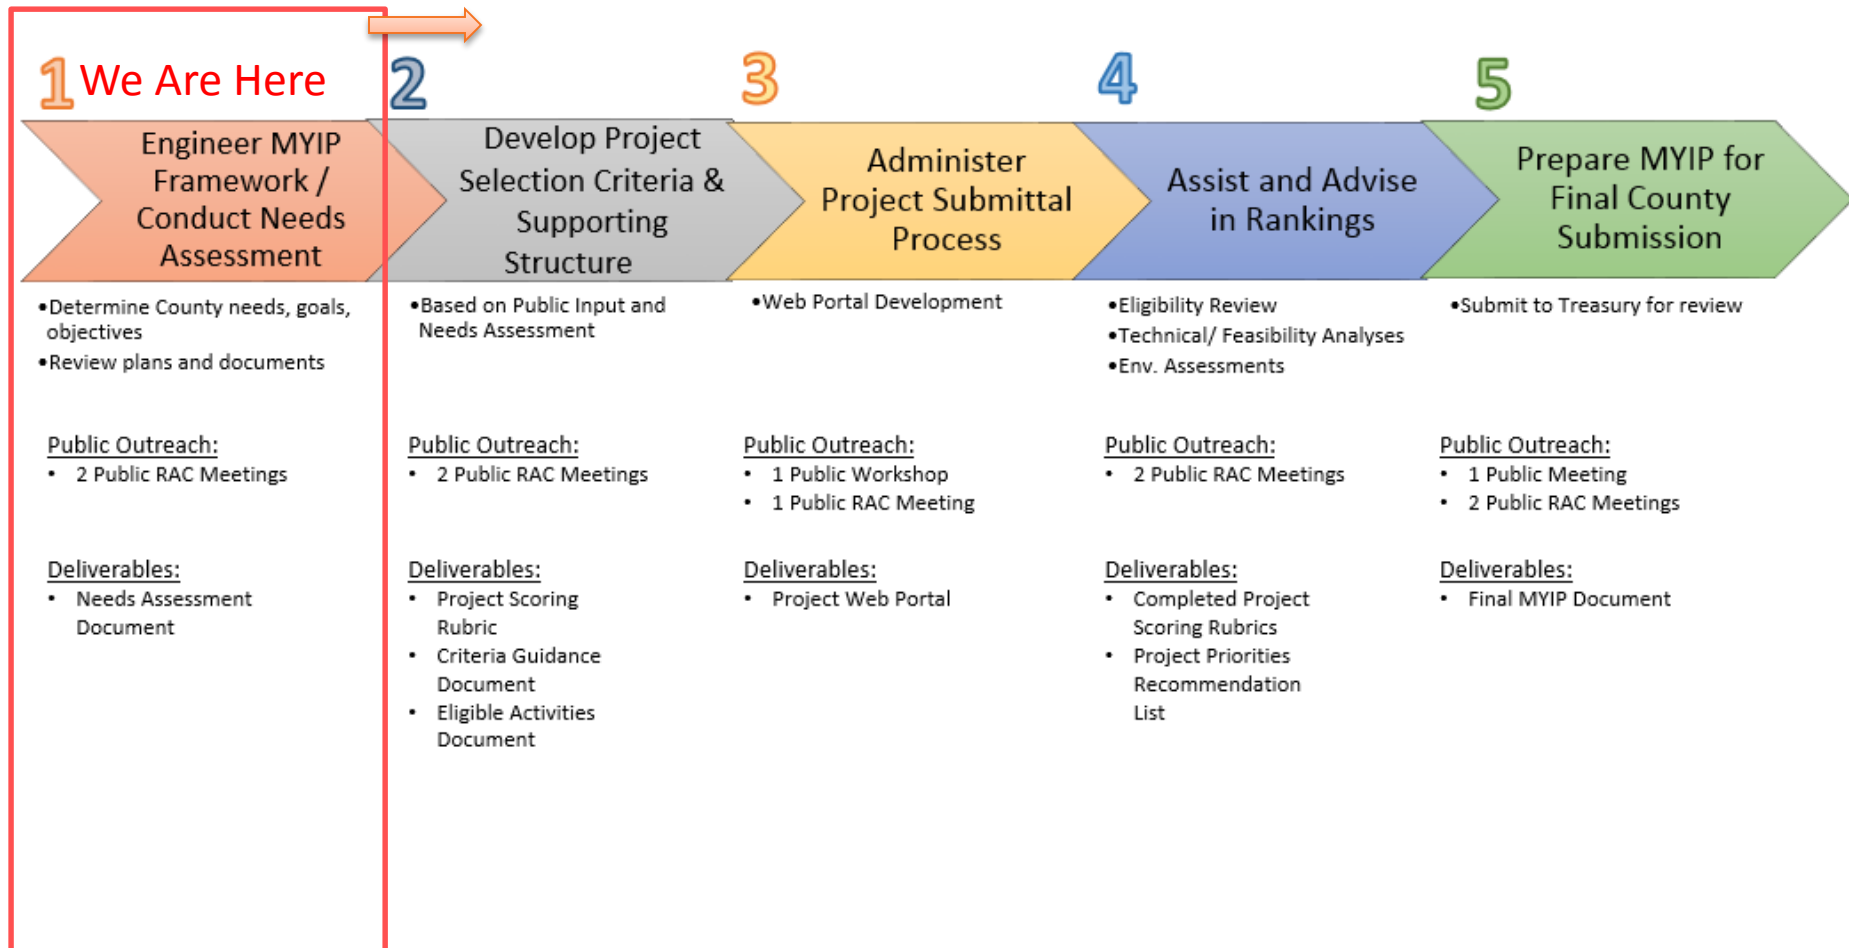 1 We Are Here
Engineer MYIP
Framework /
Conduct Needs
Assessment
•Determine County needs, goals,
objectives
•Review plans and documents
Public Outreach:
• 2 Public RAC Meetings
Deliverables:
• Needs Assessment
Document
2
Develop Project
Selection Criteria &
Supporting
Structure
•Based on Public Input and
Needs Assessment
Public Outreach:
• 2 Public RAC Meetings
Deliverables:
• Project Scoring
Rubric
• Criteria Guidance
Document
• Eligible Activities
Document
3
Administer
Project Submittal
Process
•Web Portal Development
Public Outreach:
• 1 Public Workshop
• 1 Public RAC Meeting
Deliverables:
• Project Web Portal
4
Assist and Advise
in Rankings
•Eligibility Review
•Technical/ Feasibility Analyses
•Env. Assessments
Public Outreach:
• 2 Public RAC Meetings
Deliverables:
• Completed Project
Scoring Rubrics
• Project Priorities
Recommendation
List
5
Prepare MYIP for
Final County
Submission
•Submit to Treasury for review
Public Outreach:
• 1 Public Meeting
• 2 Public RAC Meetings
Deliverables:
• Final MYIP Document